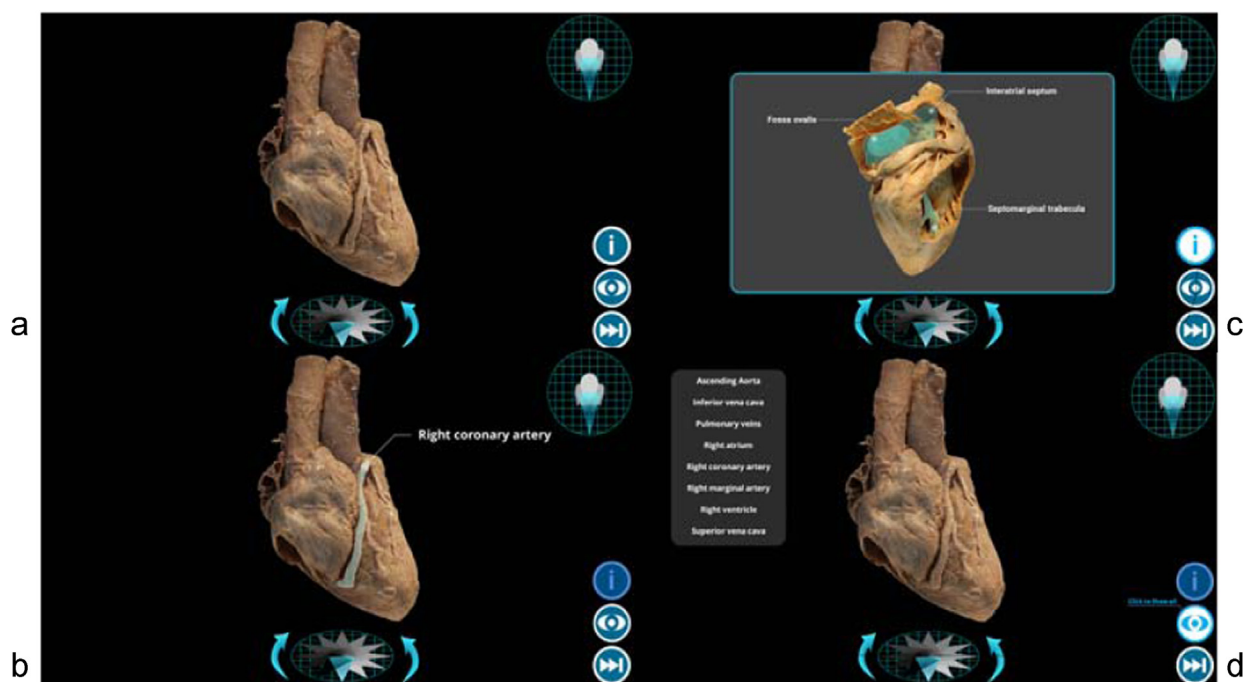 a
Interatrial septum
Fossa ovalis
Septomarginal trabecula
i
i
c
b
Right coronary artery
i
Ascending Aorta
Inferior vena cava
Pulmonary veins
Right atrium
Right coronary artery
Right marginal artery
Right ventricle
Superior vena cava
i
Click to Show all
d